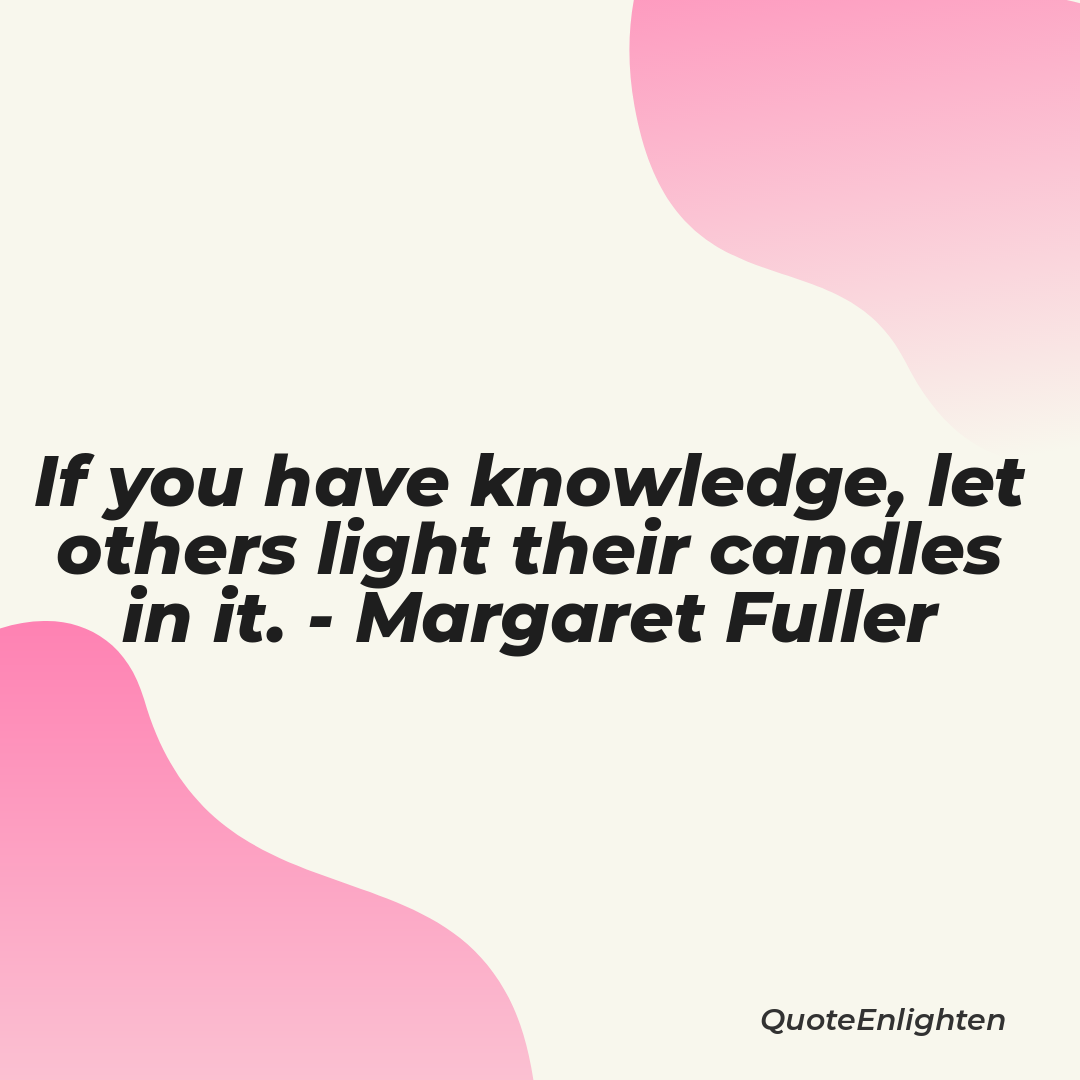 If you have knowledge, let
others light their candles
in it. - Margaret Fuller
QuoteEnlighten